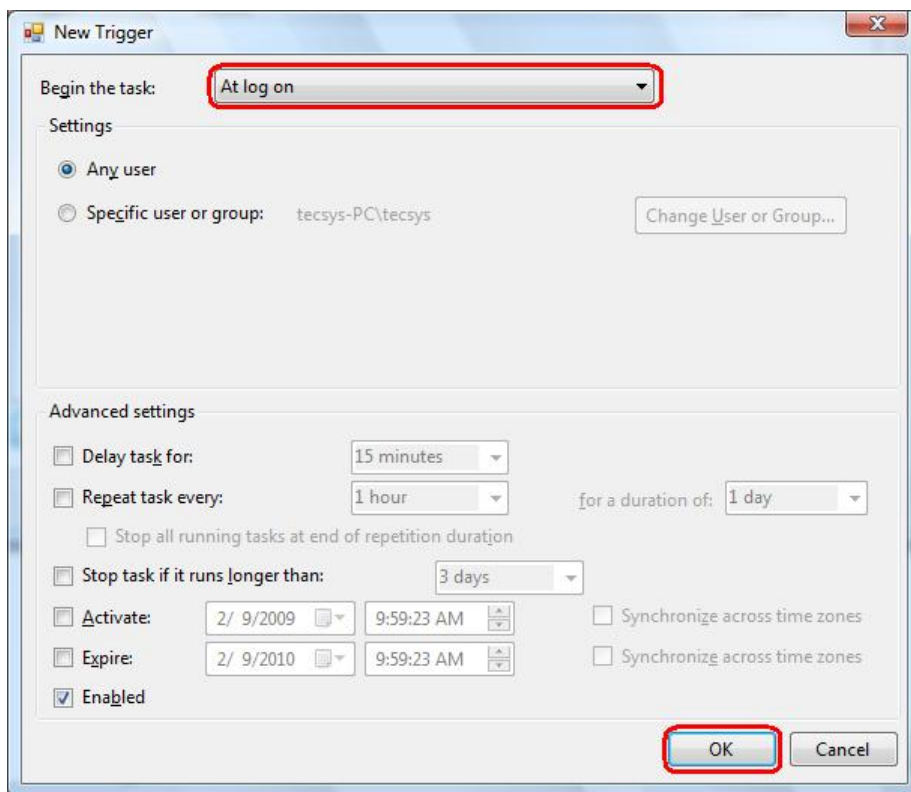 New Trigger
Begin the task: At log on
Settings
Any user
Specific user or group: tecsys-PC\tecsys Change User or Group...
Advanced settings
Delay task for: 15 minutes
Repeat task every: 1 hour for a duration of: 1 day
Stop all running tasks at end of repetition duration
Stop task if it runs longer than: 3 days
Activate: 2/ 9/2009 9:59:23 AM Synchronize across time zones
Expire: 2/ 9/2010 9:59:23 AM Synchronize across time zones
Enabled
OK Cancel